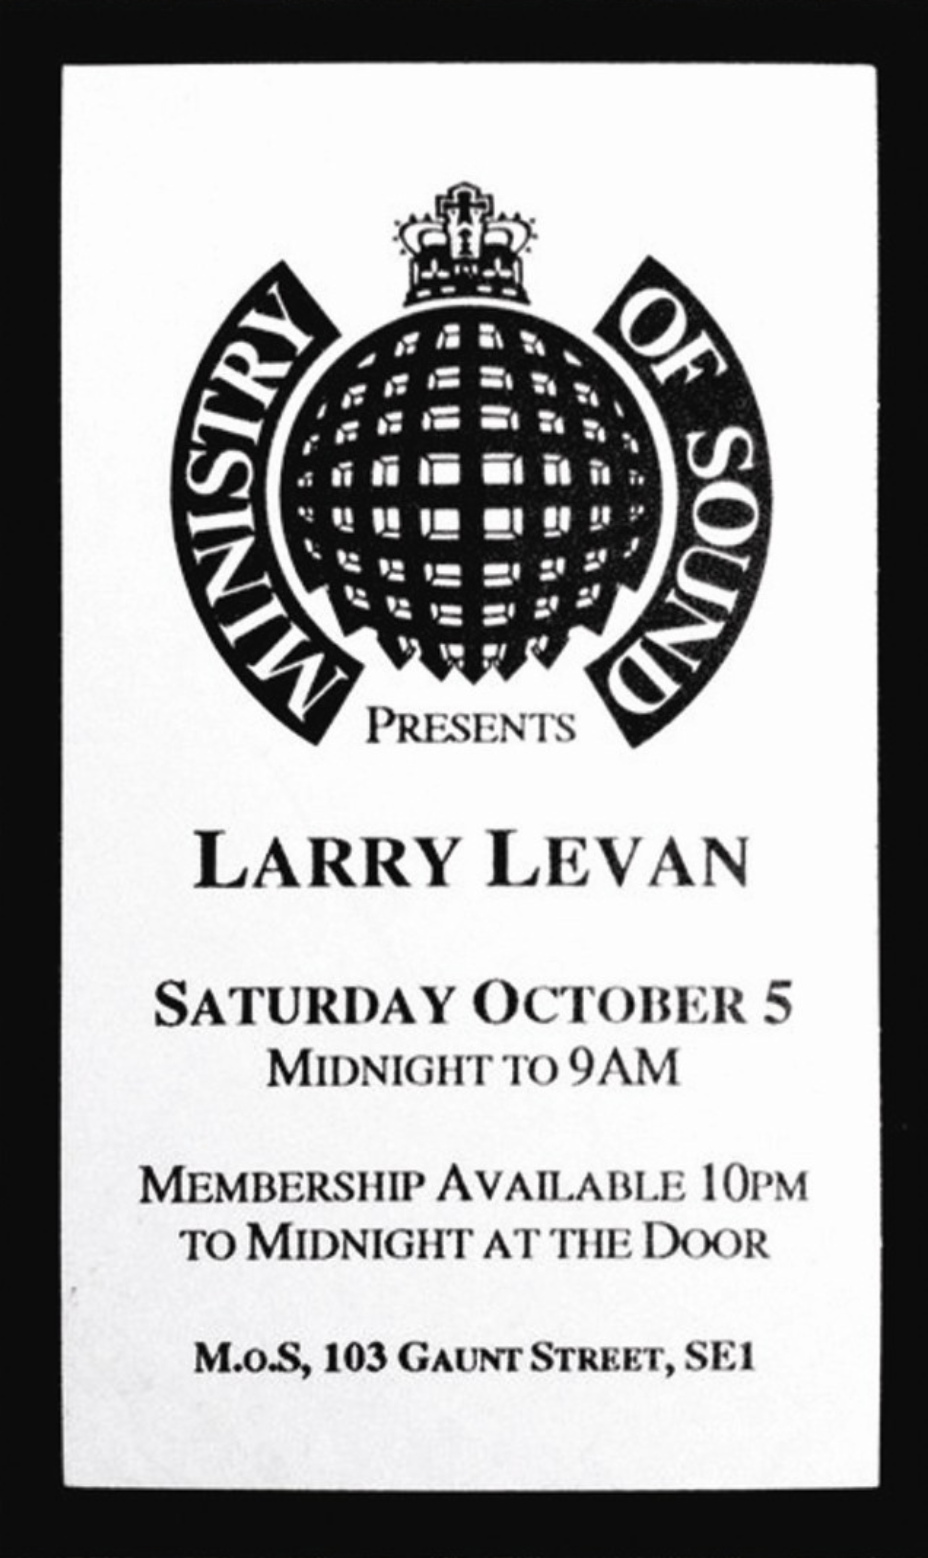 MINISTRY OF SOUND
PRESENTS
LARRY LEVAN
SATURDAY OCTOBER 5
MIDNIGHT TO 9AM
MEMBERSHIP AVAILABLE 10PM
TO MIDNIGHT AT THE DOOR
M.O.S, 103 GAUNT STREET, SE1